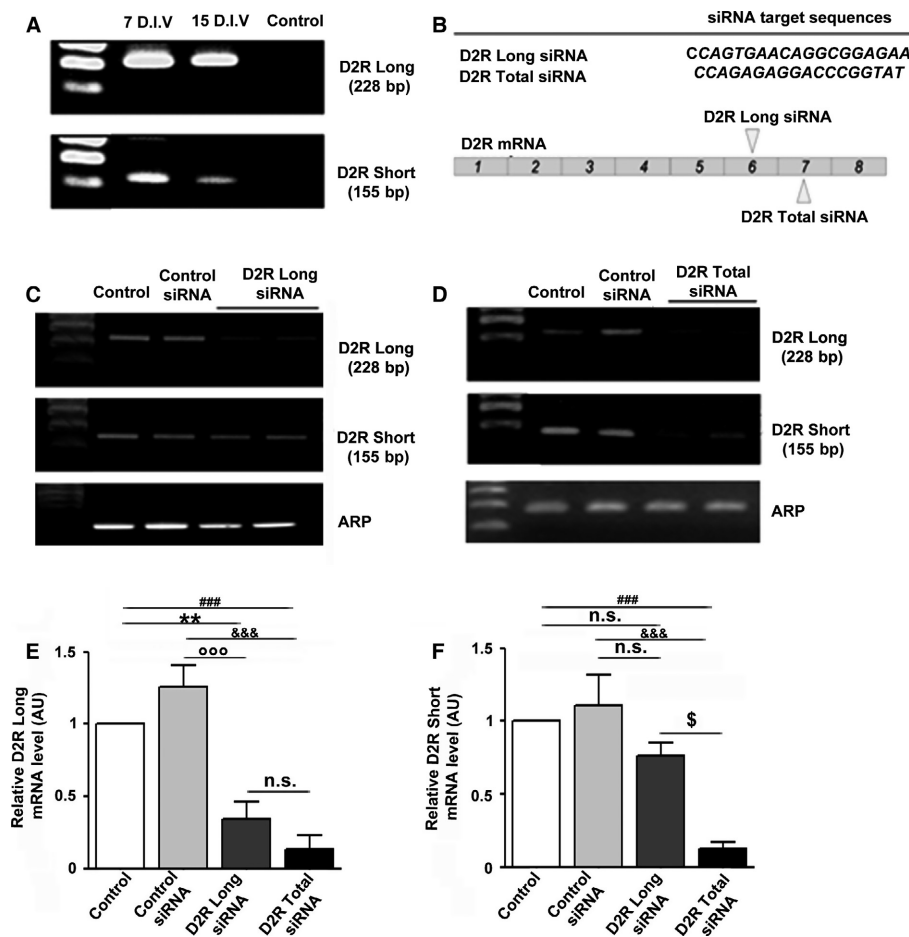 A
7 D.I.V 15 D.I.V Control
D2R Long
(228 bp)
D2R Short
(155 bp)
B
siRNA target sequences
D2R Long siRNA CCAGTGAACAGGCGGAGAA
D2R Total siRNA CCAGAGAGGACCCGGTAT
D2R Long siRNA
D2R mRNA
1 2 3 4 5 6 7 8
D2R Total siRNA
C
Control Control siRNA D2R Long siRNA
D2R Long
(228 bp)
D2R Short
(155 bp)
ARP
D
Control Control siRNA D2R Total siRNA
D2R Long
(228 bp)
D2R Short
(155 bp)
ARP
E
###
**
&&&
°°°
n.s.
Relative D2R Long
mRNA level (AU)
1.5
1
0.5
0
Control
Control
siRNA
D2R Long
siRNA
D2R Total
siRNA
F
###
n.s.
&&&
n.s.
$
Relative D2R Short
mRNA level (AU)
1.5
1
0.5
0
Control
Control
siRNA
D2R Long
siRNA
D2R Total
siRNA